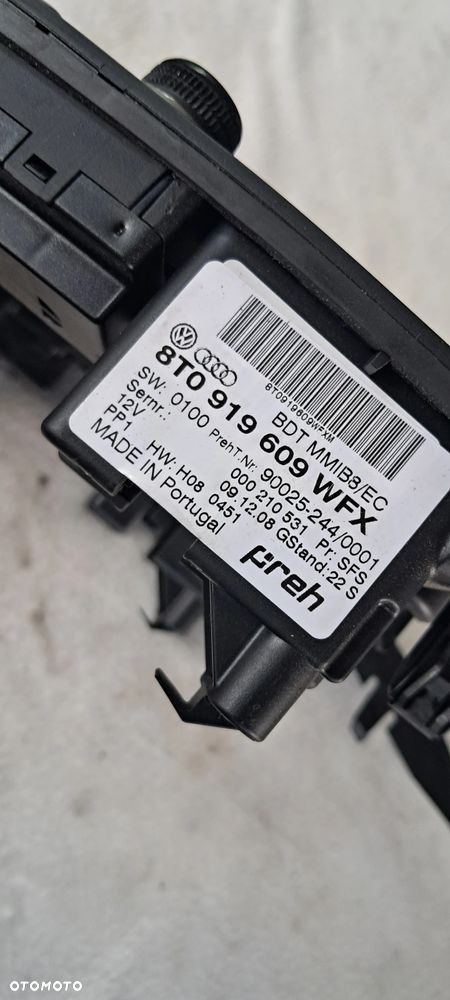 8T0919609WFXM
BDT MMIB8/EC
8T0 919 609 WFX
SW: 0100 PrehT.Nr: 90025-244/0001
Sernr.: 000 210 531 Pr: SFS
12V 09.12.08 GStand:22 S
PP1 HW: H08 0451
MADE IN Portugal
preh
OTOMOTO